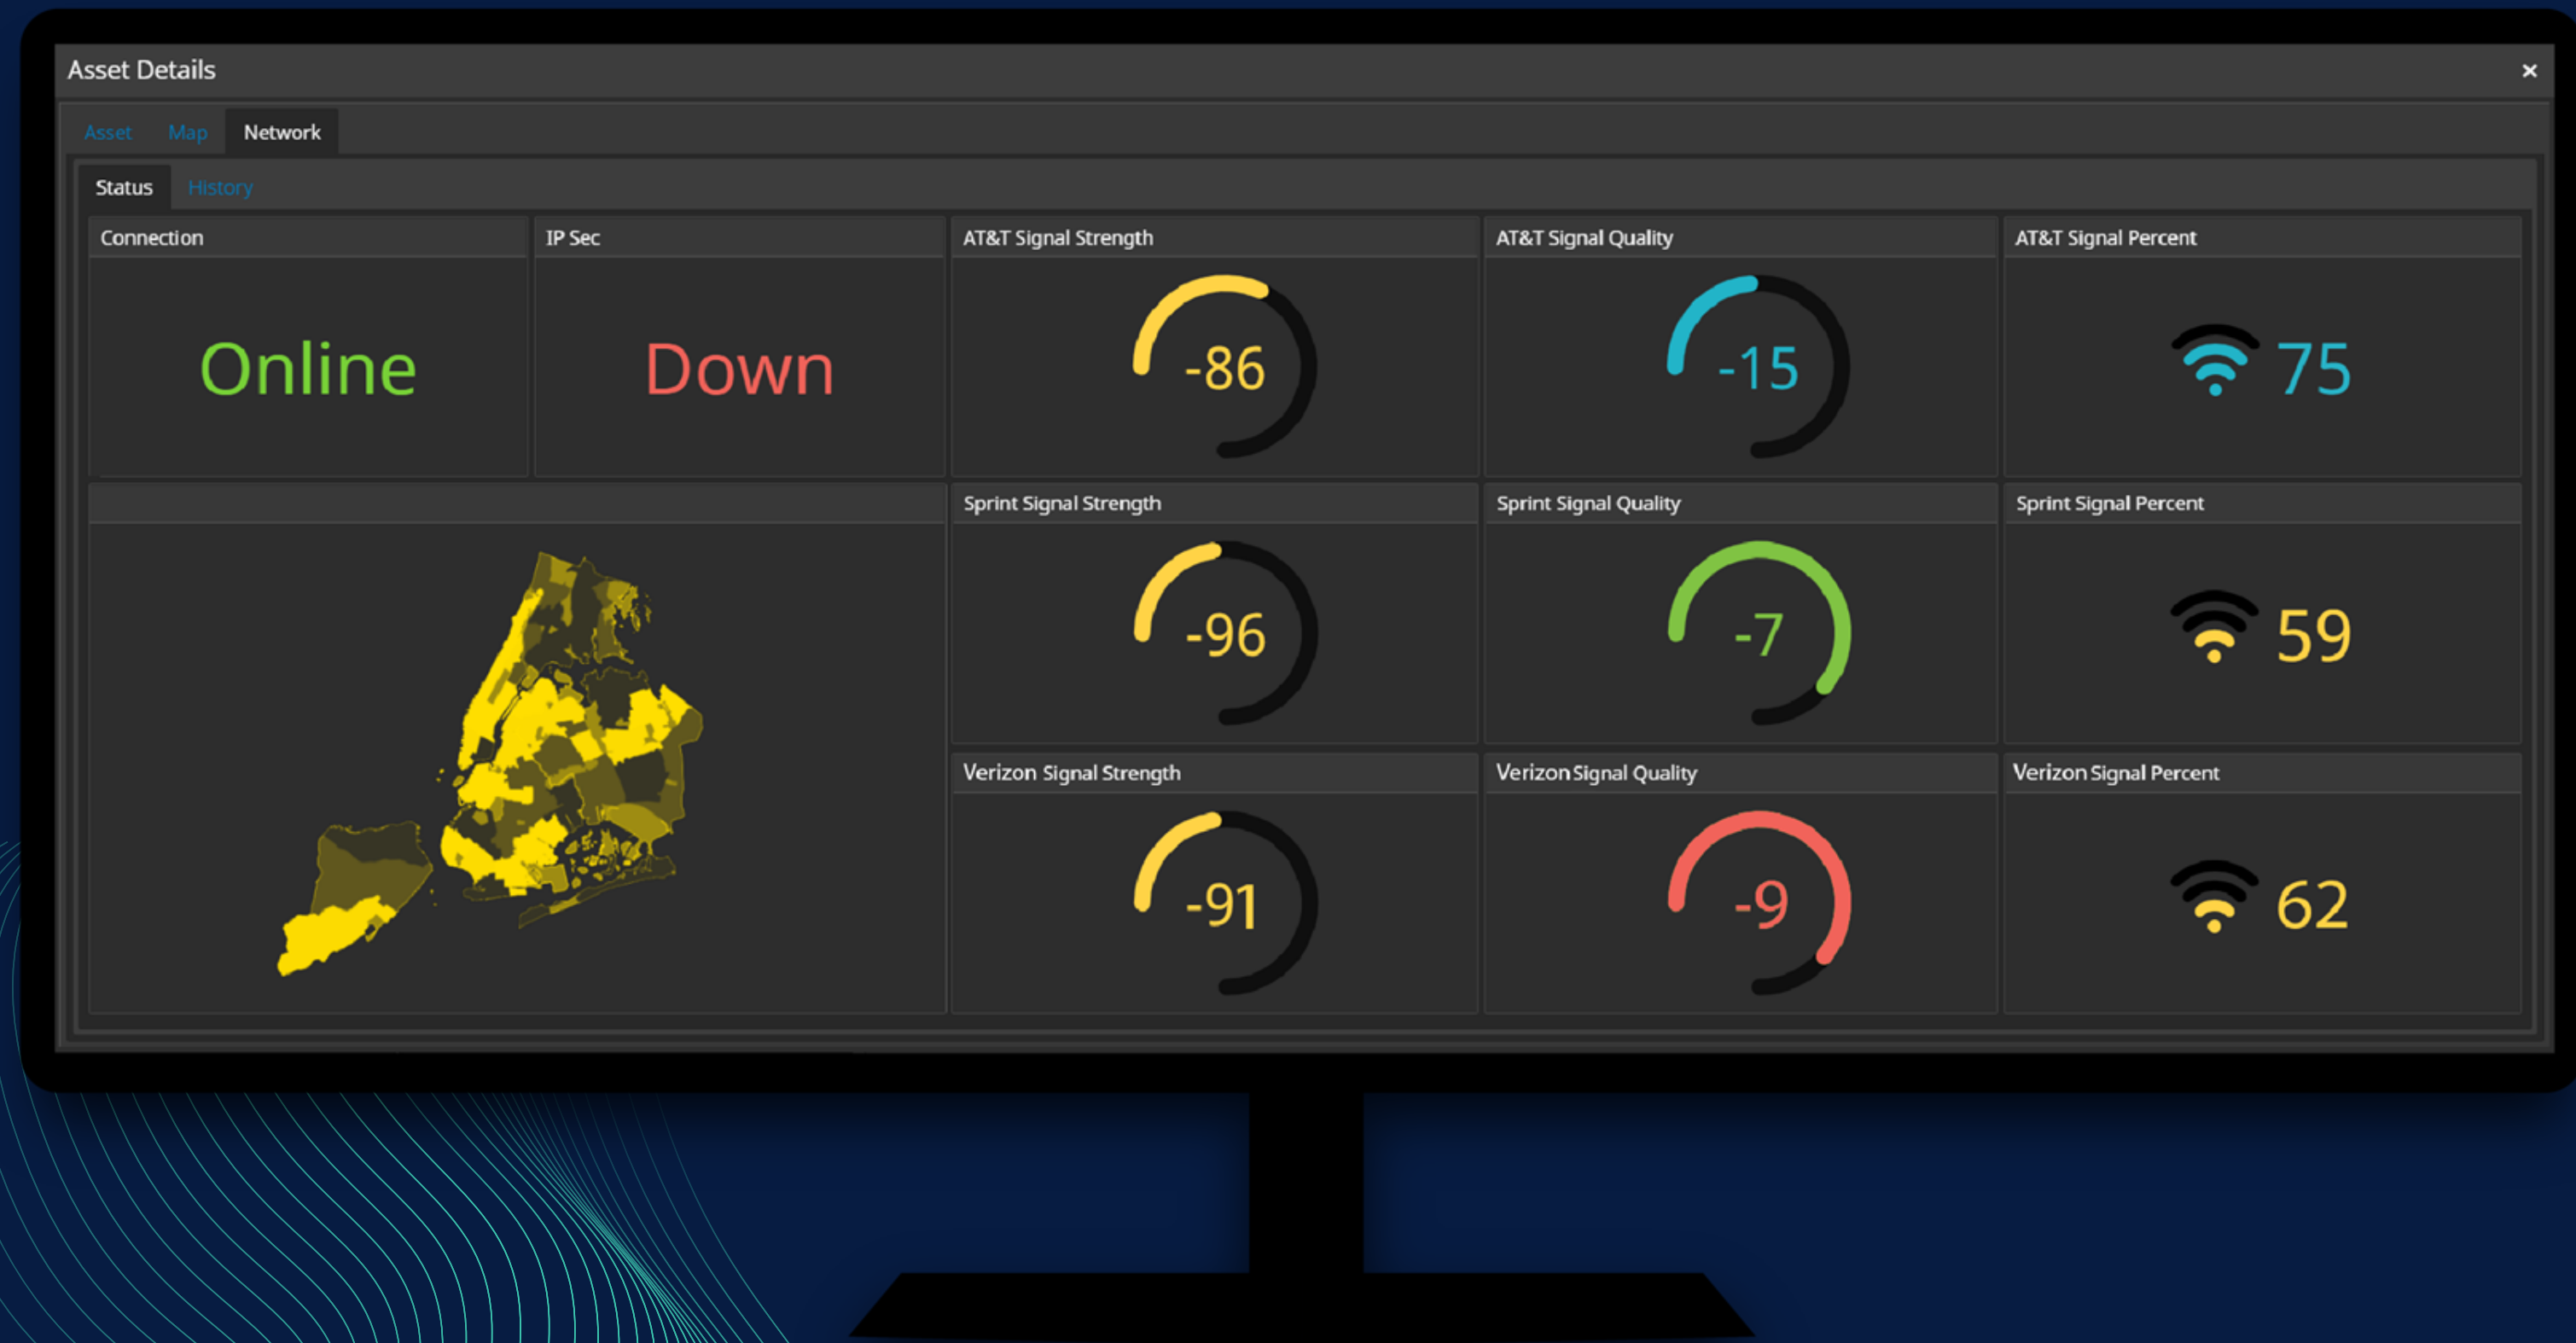 Asset Details
×
Asset Map Network
Status History
Connection
Online
IP Sec
Down
AT&T Signal Strength
-86
AT&T Signal Quality
-15
AT&T Signal Percent
75
Sprint Signal Strength
-96
Sprint Signal Quality
-7
Sprint Signal Percent
59
Verizon Signal Strength
-91
Verizon Signal Quality
-9
Verizon Signal Percent
62